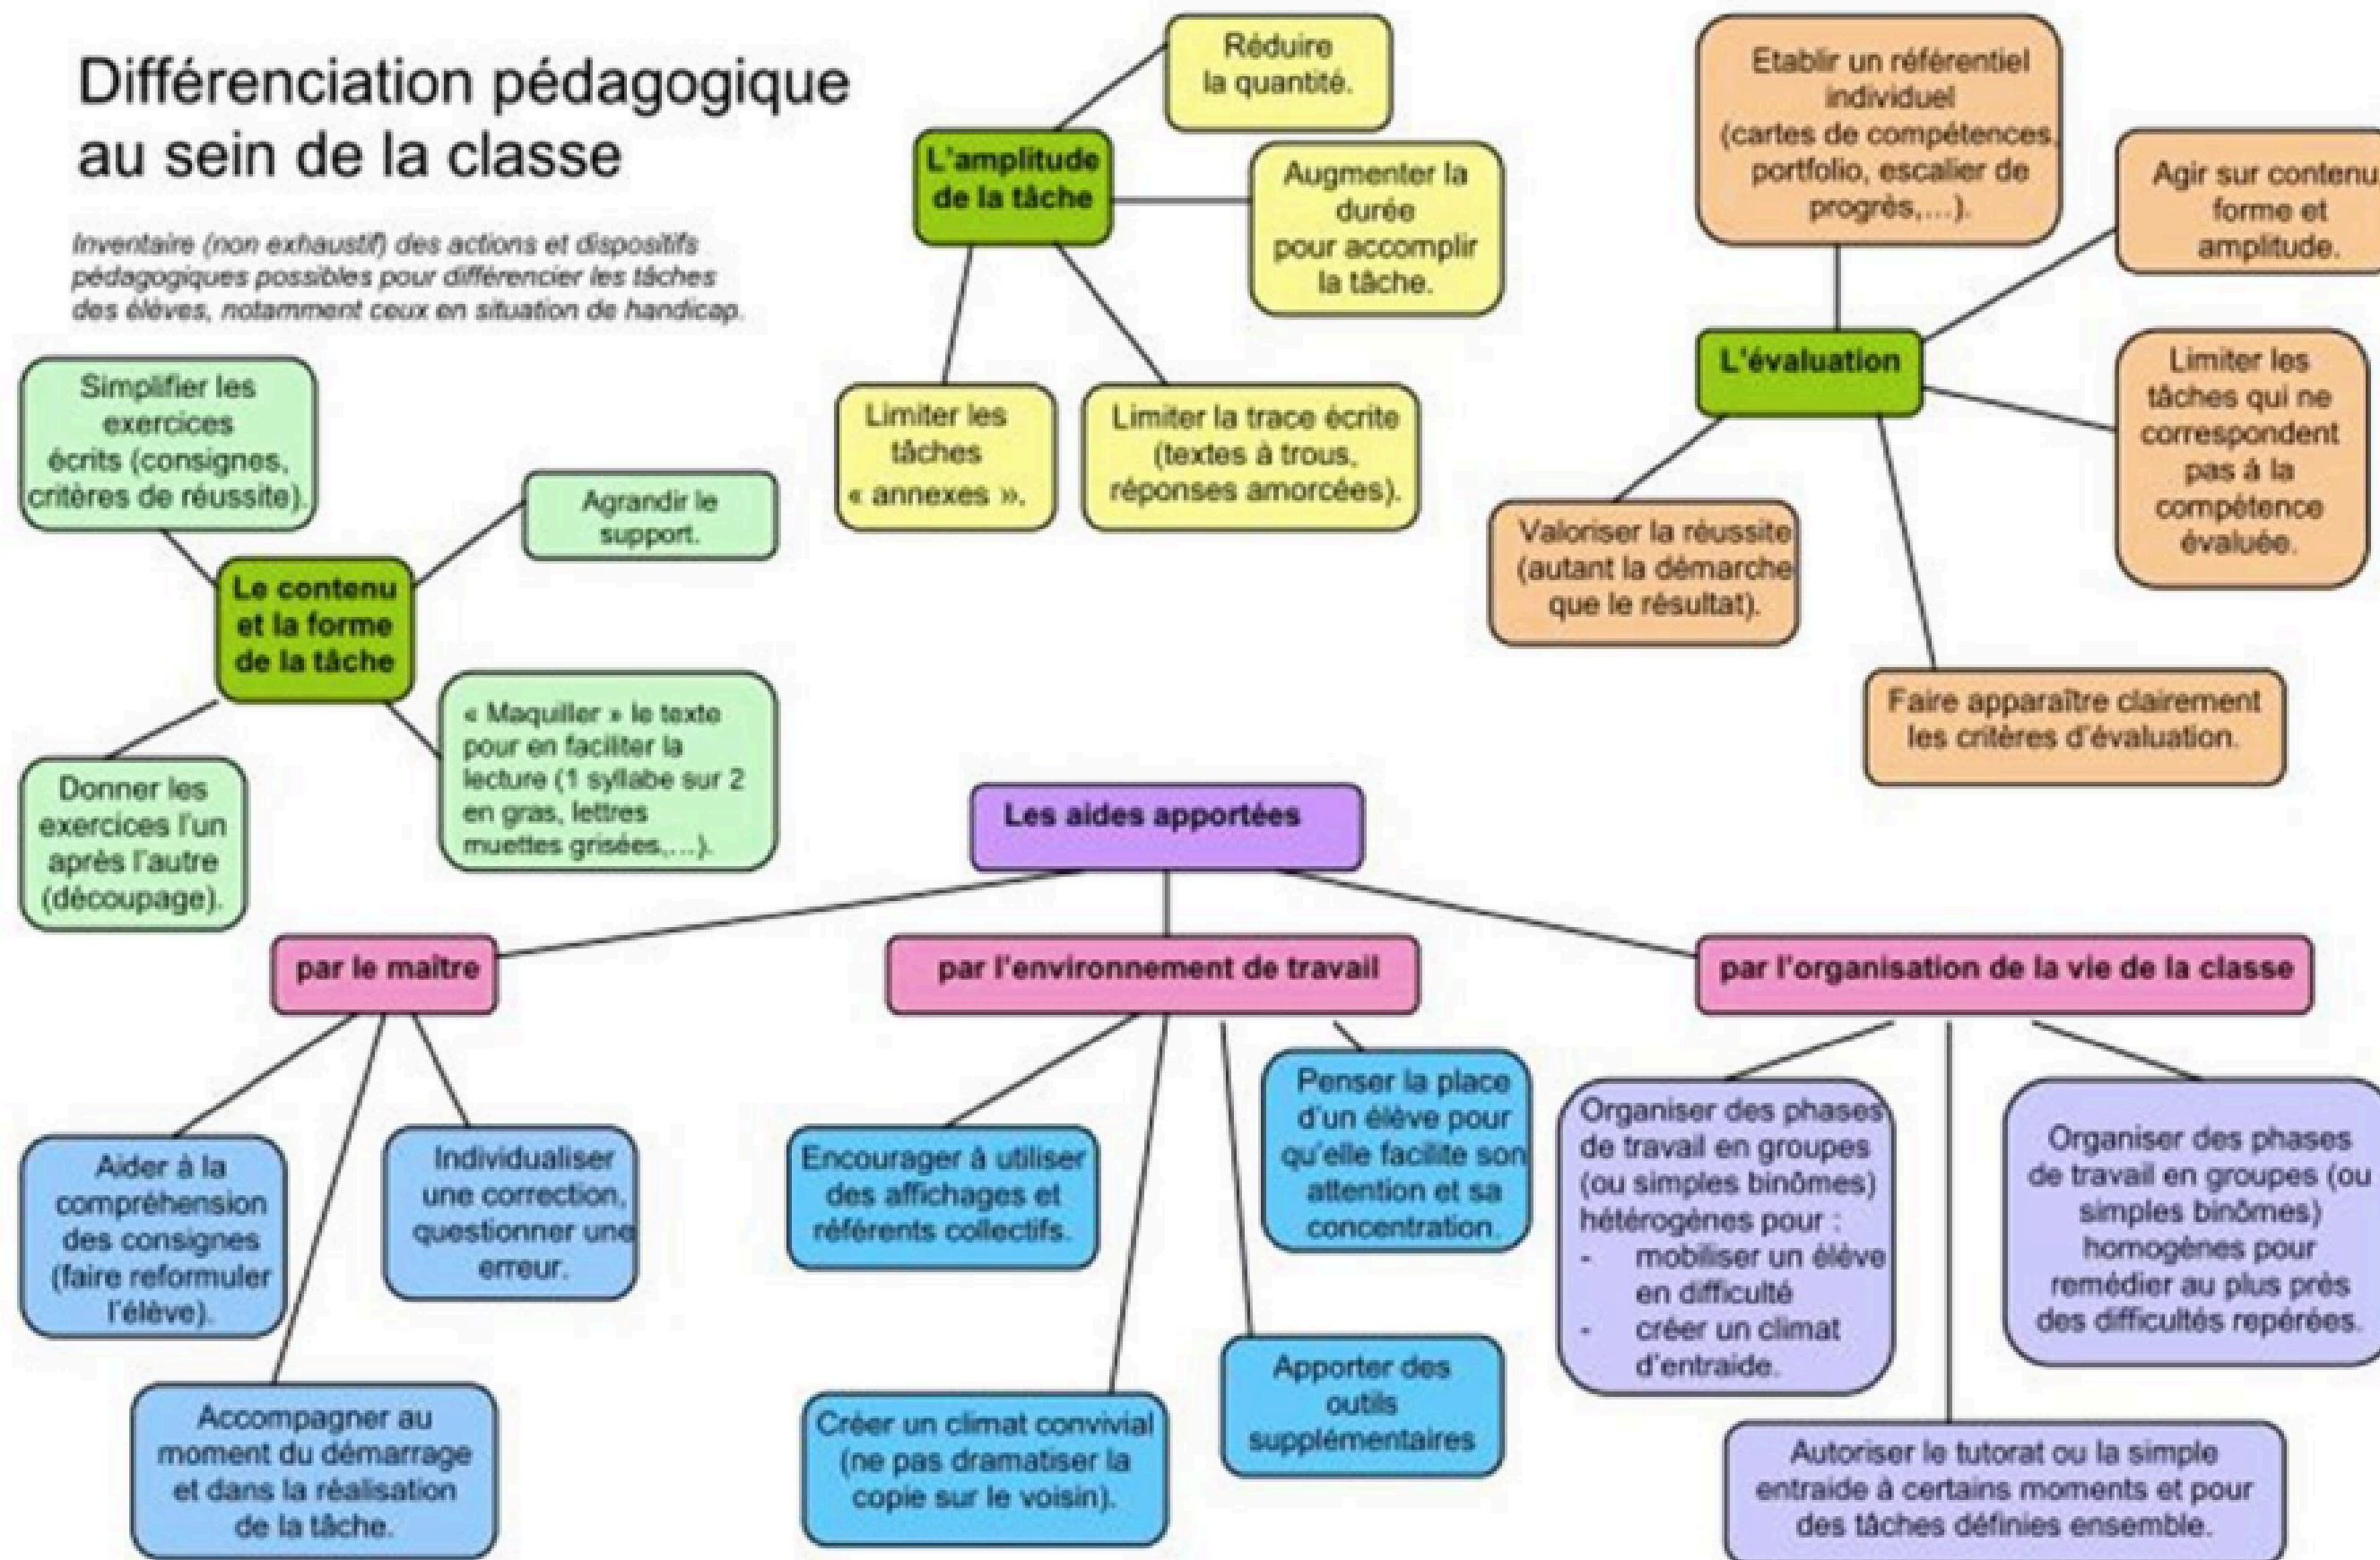 Différenciation pédagogique
au sein de la classe
Inventaire (non exhaustif) des actions et dispositifs
pédagogiques possibles pour différencier les tâches
des élèves, notamment ceux en situation de handicap.
Réduire
la quantité.
L'amplitude
de la tâche
Augmenter la
durée
pour accomplir
la tâche.
Limiter les
tâches
« annexes ».
Limiter la trace écrite
(textes à trous,
réponses amorcées).
Etablir un référentiel
individuel
(cartes de compétences,
portfolio, escalier de
progrès,...).
Agir sur contenu,
forme et
amplitude.
L'évaluation
Limiter les
tâches qui ne
correspondent
pas à la
compétence
évaluée.
Valoriser la réussite
(autant la démarche
que le résultat).
Faire apparaître clairement
les critères d'évaluation.
Simplifier les
exercices
écrits (consignes,
critères de réussite).
Agrandir le
support.
Le contenu
et la forme
de la tâche
« Maquiller » le texte
pour en faciliter la
lecture (1 syllabe sur 2
en gras, lettres
muettes grisées,...).
Donner les
exercices l'un
après l'autre
(découpage).
Les aides apportées
par le maître
par l'environnement de travail
par l'organisation de la vie de la classe
Aider à la
compréhension
des consignes
(faire reformuler
l'élève).
Individualiser
une correction,
questionner une
erreur.
Accompagner au
moment du démarrage
et dans la réalisation
de la tâche.
Encourager à utiliser
des affichages et
référents collectifs.
Penser la place
d'un élève pour
qu'elle facilite son
attention et sa
concentration.
Créer un climat convivial
(ne pas dramatiser la
copie sur le voisin).
Apporter des
outils
supplémentaires
Organiser des phases
de travail en groupes
(ou simples binômes)
hétérogènes pour :
- mobiliser un élève
en difficulté
- créer un climat
d'entraide.
Organiser des phases
de travail en groupes (ou
simples binômes)
homogènes pour
remédier au plus près
des difficultés repérées.
Autoriser le tutorat ou la simple
entraide à certains moments et pour
des tâches définies ensemble.